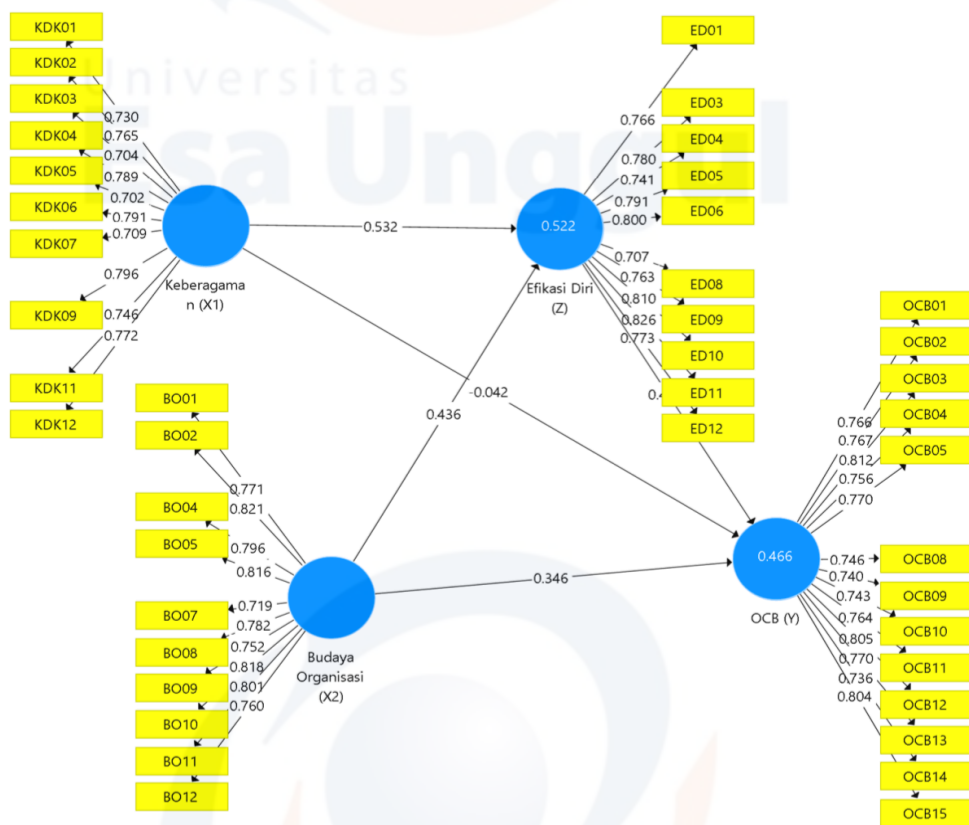 Universitas
Esa Unggul
KDK01
KDK02
KDK03
KDK04
KDK05
KDK06
KDK07
KDK09
KDK11
KDK12
0.730
0.765
0.704
0.789
0.702
0.791
0.709
0.796
0.746
0.772
Keberagama
n (X1)
0.532
-0.042
0.436
0.346
ED01
ED03
ED04
ED05
ED06
ED08
ED09
ED10
ED11
ED12
0.766
0.780
0.741
0.791
0.800
0.707
0.763
0.810
0.826
0.773
0.522
Efikasi Diri
(Z)
BO01
BO02
BO04
BO05
BO07
BO08
BO09
BO10
BO11
BO12
0.771
0.821
0.796
0.816
0.719
0.782
0.752
0.818
0.801
0.760
Budaya
Organisasi
(X2)
OCB01
OCB02
OCB03
OCB04
OCB05
OCB08
OCB09
OCB10
OCB11
OCB12
OCB13
OCB14
OCB15
0.766
0.767
0.812
0.756
0.770
0.746
0.740
0.743
0.764
0.805
0.770
0.736
0.804
0.466
OCB (Y)